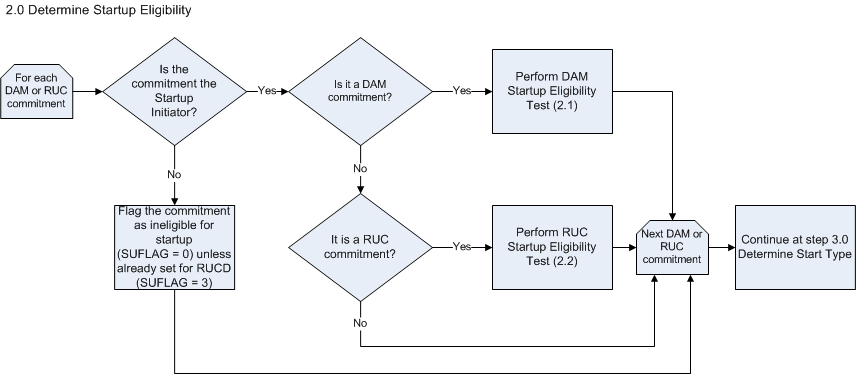 2.0 Determine Startup Eligibility
For each
DAM or RUC
commitment
Is the
commitment the
Startup
Initiator?
Yes
Is it a DAM
commitment?
Yes
Perform DAM
Startup Eligibility
Test (2.1)
No
No
Flag the commitment
as ineligible for
startup
(SUFLAG = 0) unless
already set for RUCD
(SUFLAG = 3)
It is a RUC
commitment?
Yes
Perform RUC
Startup Eligibility
Test (2.2)
Next DAM or
RUC
commitment
Continue at step 3.0
Determine Start Type
No